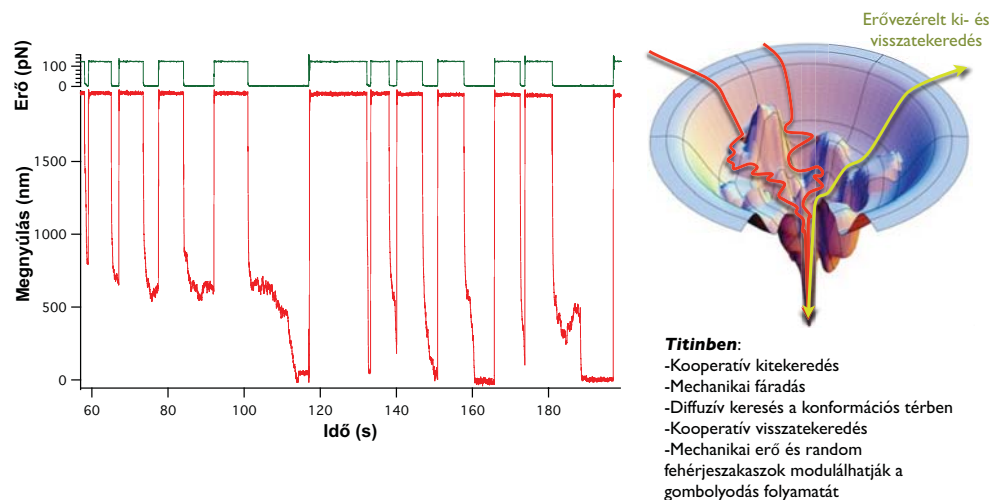 Erő (pN)
100
0
Megnyúlás (nm)
1500
1000
500
0
60
80
100
120
140
160
180
Idő (s)
Erővezérelt ki- és
visszatekeredés
Titinben:
-Kooperatív kitekeredés
-Mechanikai fáradás
-Diffuzív keresés a konformációs térben
-Kooperatív visszatekeredés
-Mechanikai erő és random
fehérjeszakaszok modulálhatják a
gombolyodás folyamatát